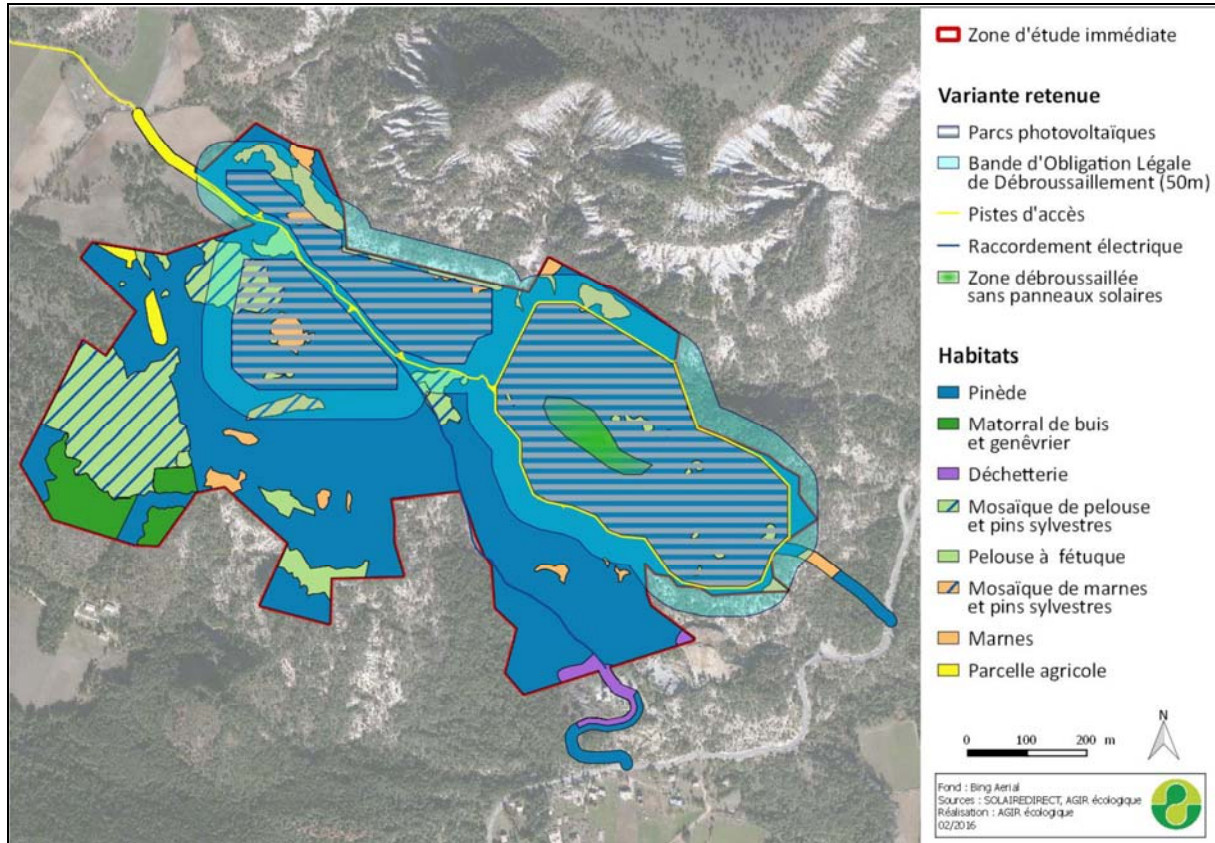 Zone d'étude immédiate
Variante retenue
Parcs photovoltaïques
Bande d'Obligation Légale
de Débroussaillement (50m)
Pistes d'accès
Raccordement électrique
Zone débroussaillée
sans panneaux solaires
Habitats
Pinède
Matorral de buis
et genêvrier
Déchetterie
Mosaïque de pelouse
et pins sylvestres
Pelouse à fétuque
Mosaïque de marnes
et pins sylvestres
Marnes
Parcelle agricole
N
0 100 200 m
Fond : Bing Aerial
Sources : SOLAIREDIRECT, AGIR écologique
Réalisation : AGIR écologique
02/2016